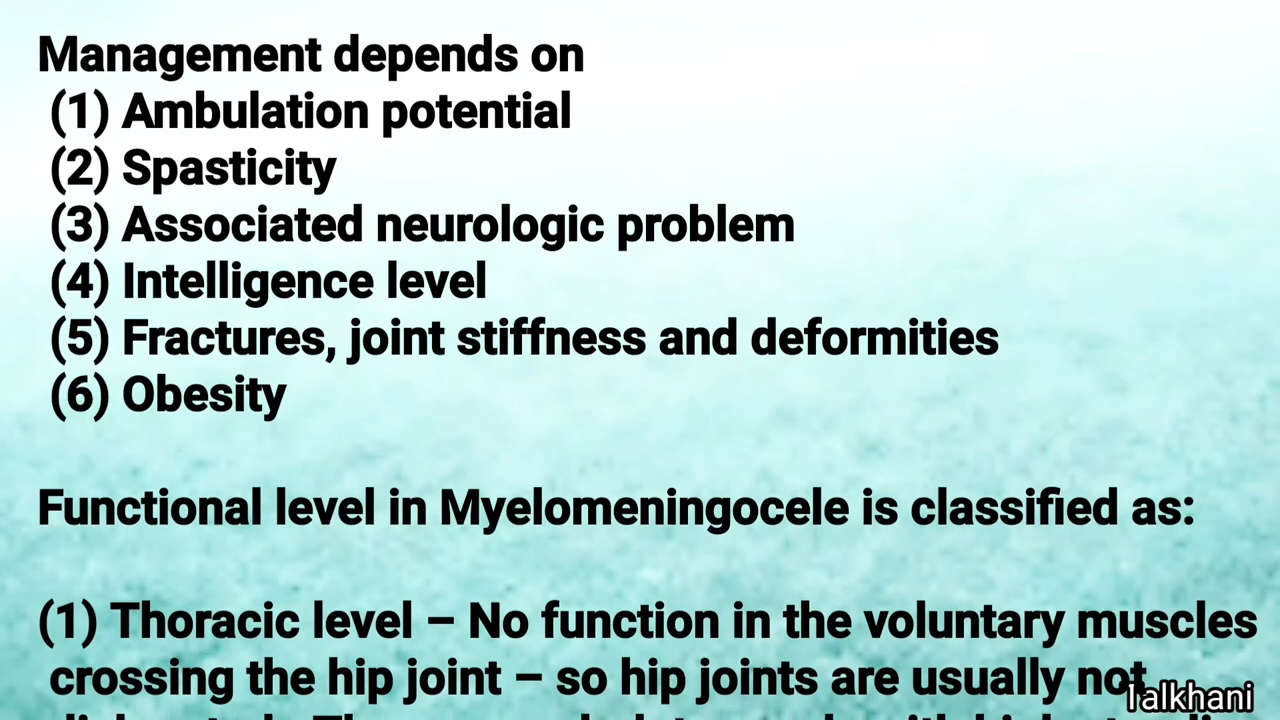 Management depends on
(1) Ambulation potential
(2) Spasticity
(3) Associated neurologic problem
(4) Intelligence level
(5) Fractures, joint stiffness and deformities
(6) Obesity
Functional level in Myelomeningocele is classified as:
(1) Thoracic level – No function in the voluntary muscles
crossing the hip joint – so hip joints are usually not